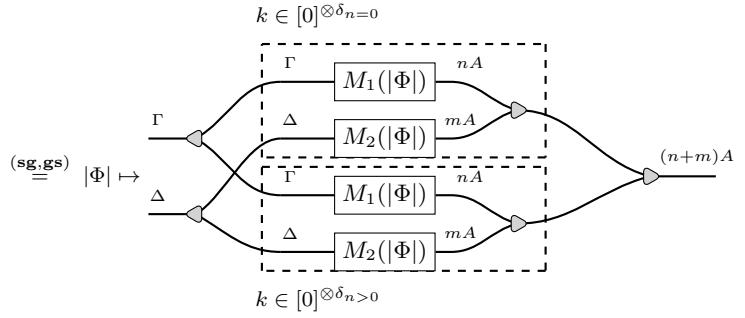 k ∈ [0]^{⊗δ_{n=0}}
Γ M_1(|Φ|) nA
Γ Δ M_2(|Φ|) mA
(sg,gs) = |Φ| ↦ (n+m)A
Δ Γ M_1(|Φ|) nA
Δ M_2(|Φ|) mA
k ∈ [0]^{⊗δ_{n>0}}